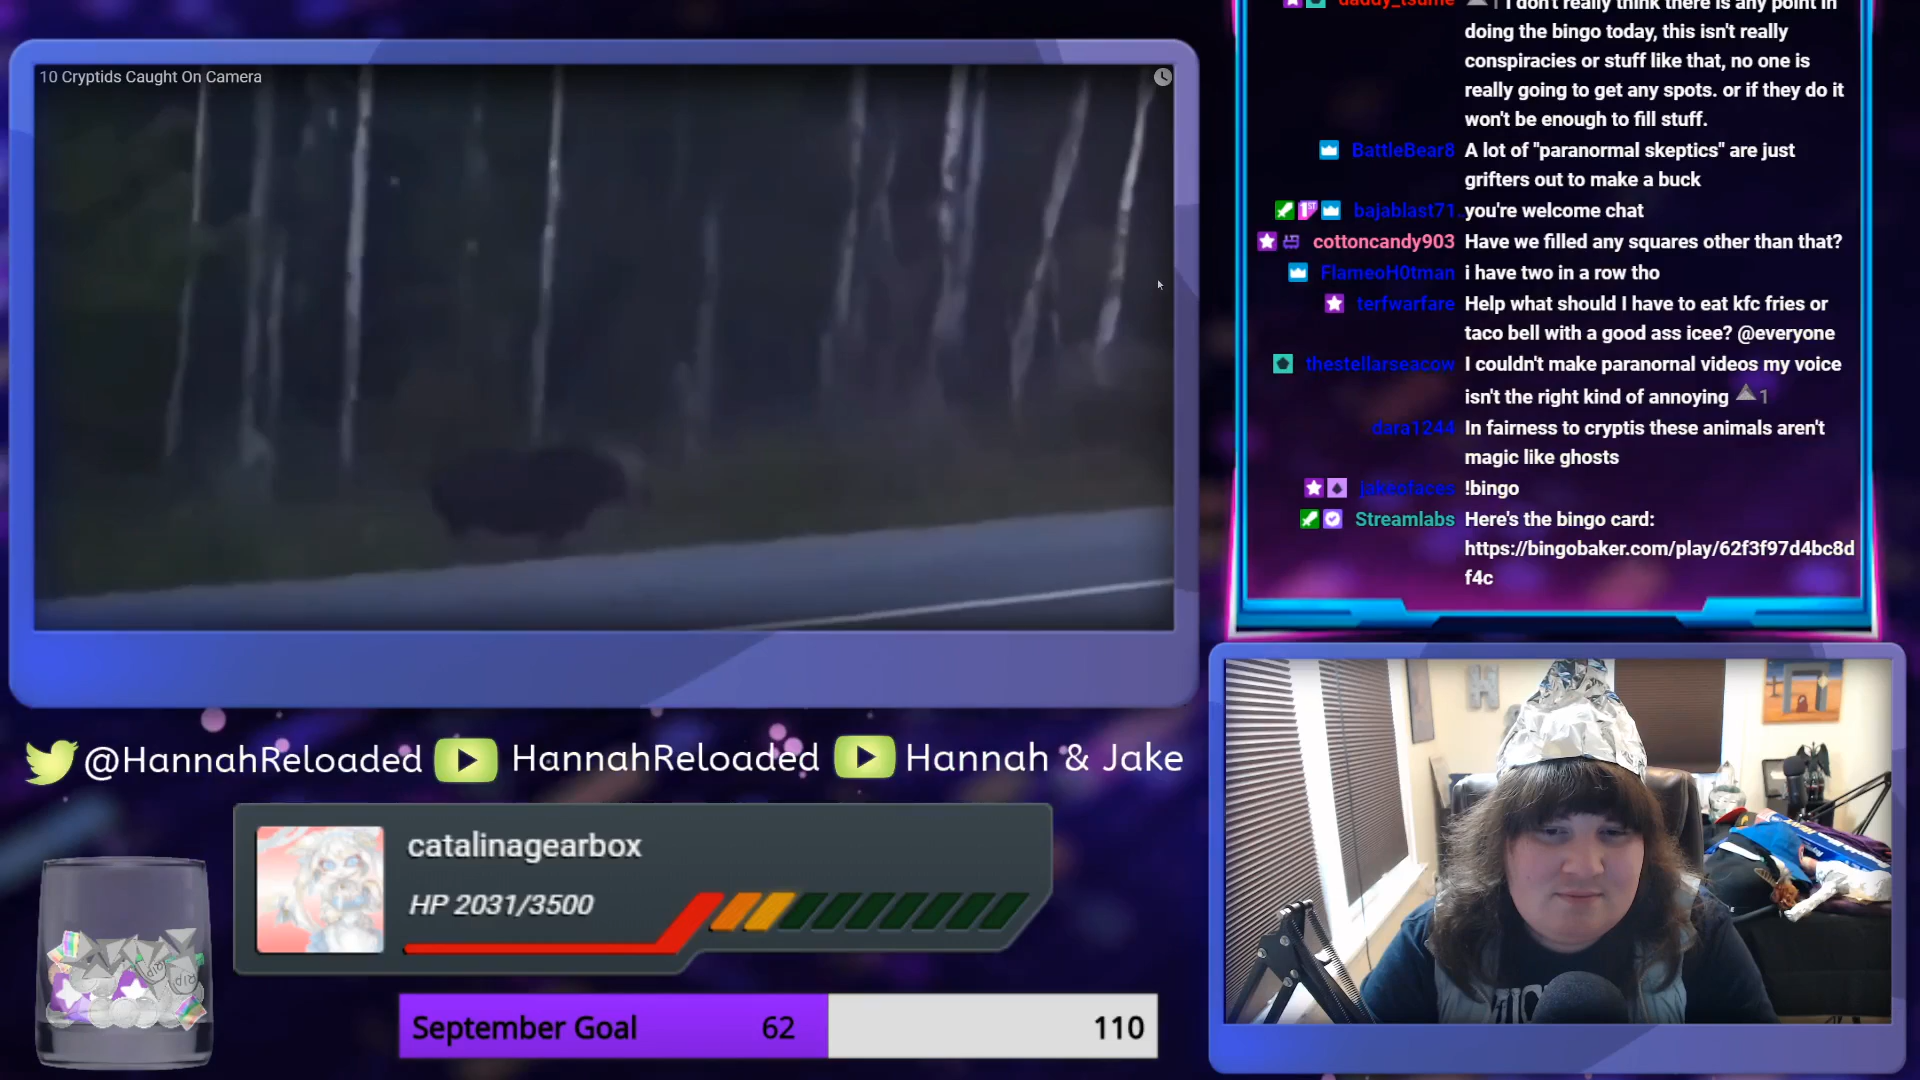 10 Cryptids Caught On Camera
daddy_tsume 1 I don't really think there is any point in
doing the bingo today, this isn't really
conspiracies or stuff like that, no one is
really going to get any spots. or if they do it
won't be enough to fill stuff.
BattleBear8 A lot of "paranormal skeptics" are just
grifters out to make a buck
bajablast71.. you're welcome chat
cottoncandy903 Have we filled any squares other than that?
FlameoH0tman i have two in a row tho
terfwarfare Help what should I have to eat kfc fries or
taco bell with a good ass icee? @everyone
thestellarseacow I couldn't make paranornal videos my voice
isn't the right kind of annoying 1
dara1244 In fairness to cryptis these animals aren't
magic like ghosts
jakeofaces !bingo
Streamlabs Here's the bingo card:
https://bingobaker.com/play/62f3f97d4bc8d
f4c
@HannahReloaded HannahReloaded Hannah & Jake
catalinagearbox
HP 2031/3500
September Goal 62 110